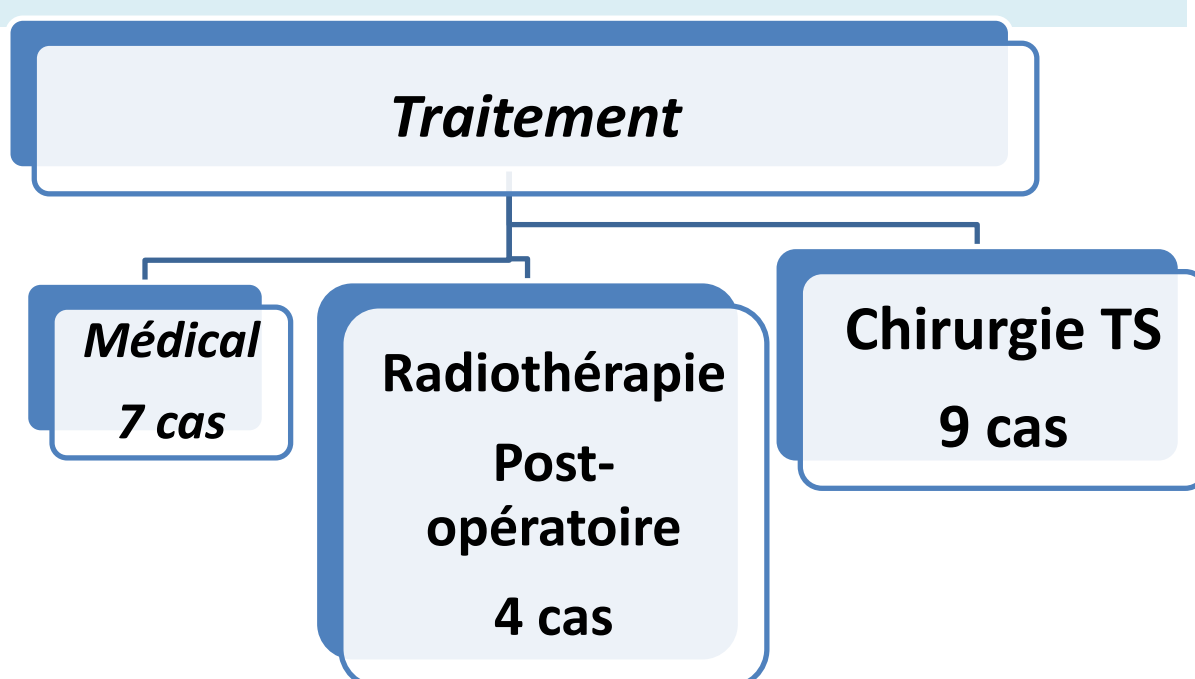 Traitement
Médical
7 cas
Radiothérapie
Post-
opératoire
4 cas
Chirurgie TS
9 cas